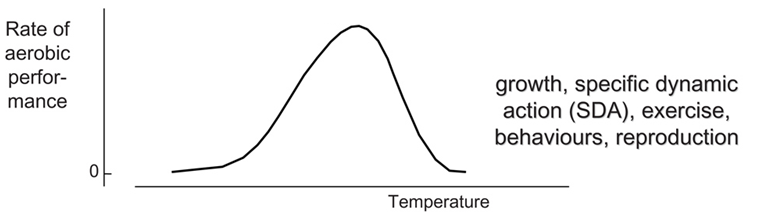 Rate of
aerobic
perfor-
mance
0
growth, specific dynamic
action (SDA), exercise,
behaviours, reproduction
Temperature